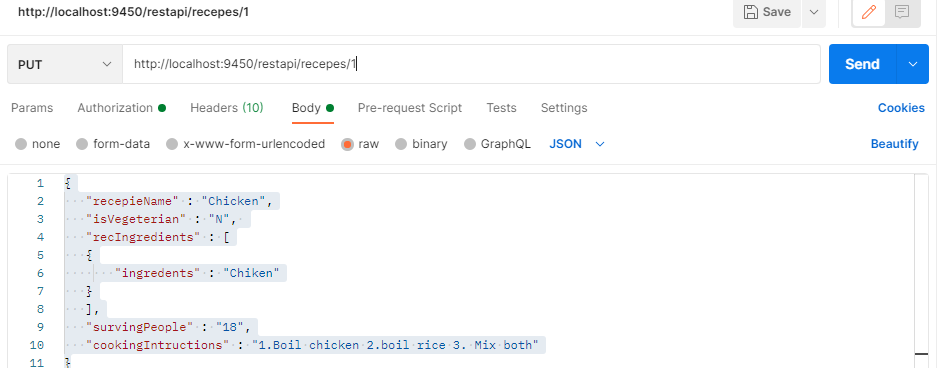 http://localhost:9450/restapi/recepes/1 Save
PUT http://localhost:9450/restapi/recepes/1 Send
Params Authorization Headers (10) Body Pre-request Script Tests Settings Cookies
none form-data x-www-form-urlencoded raw binary GraphQL JSON Beautify
1 {
2 "recepieName" : "Chicken",
3 "isVegeterian" : "N",
4 "recIngredients" : [
5 {
6 "ingredents" : "Chiken"
7 }
8 ],
9 "survingPeople" : "18",
10 "cookingIntructions" : "1.Boil chicken 2.boil rice 3. Mix both"
11 }